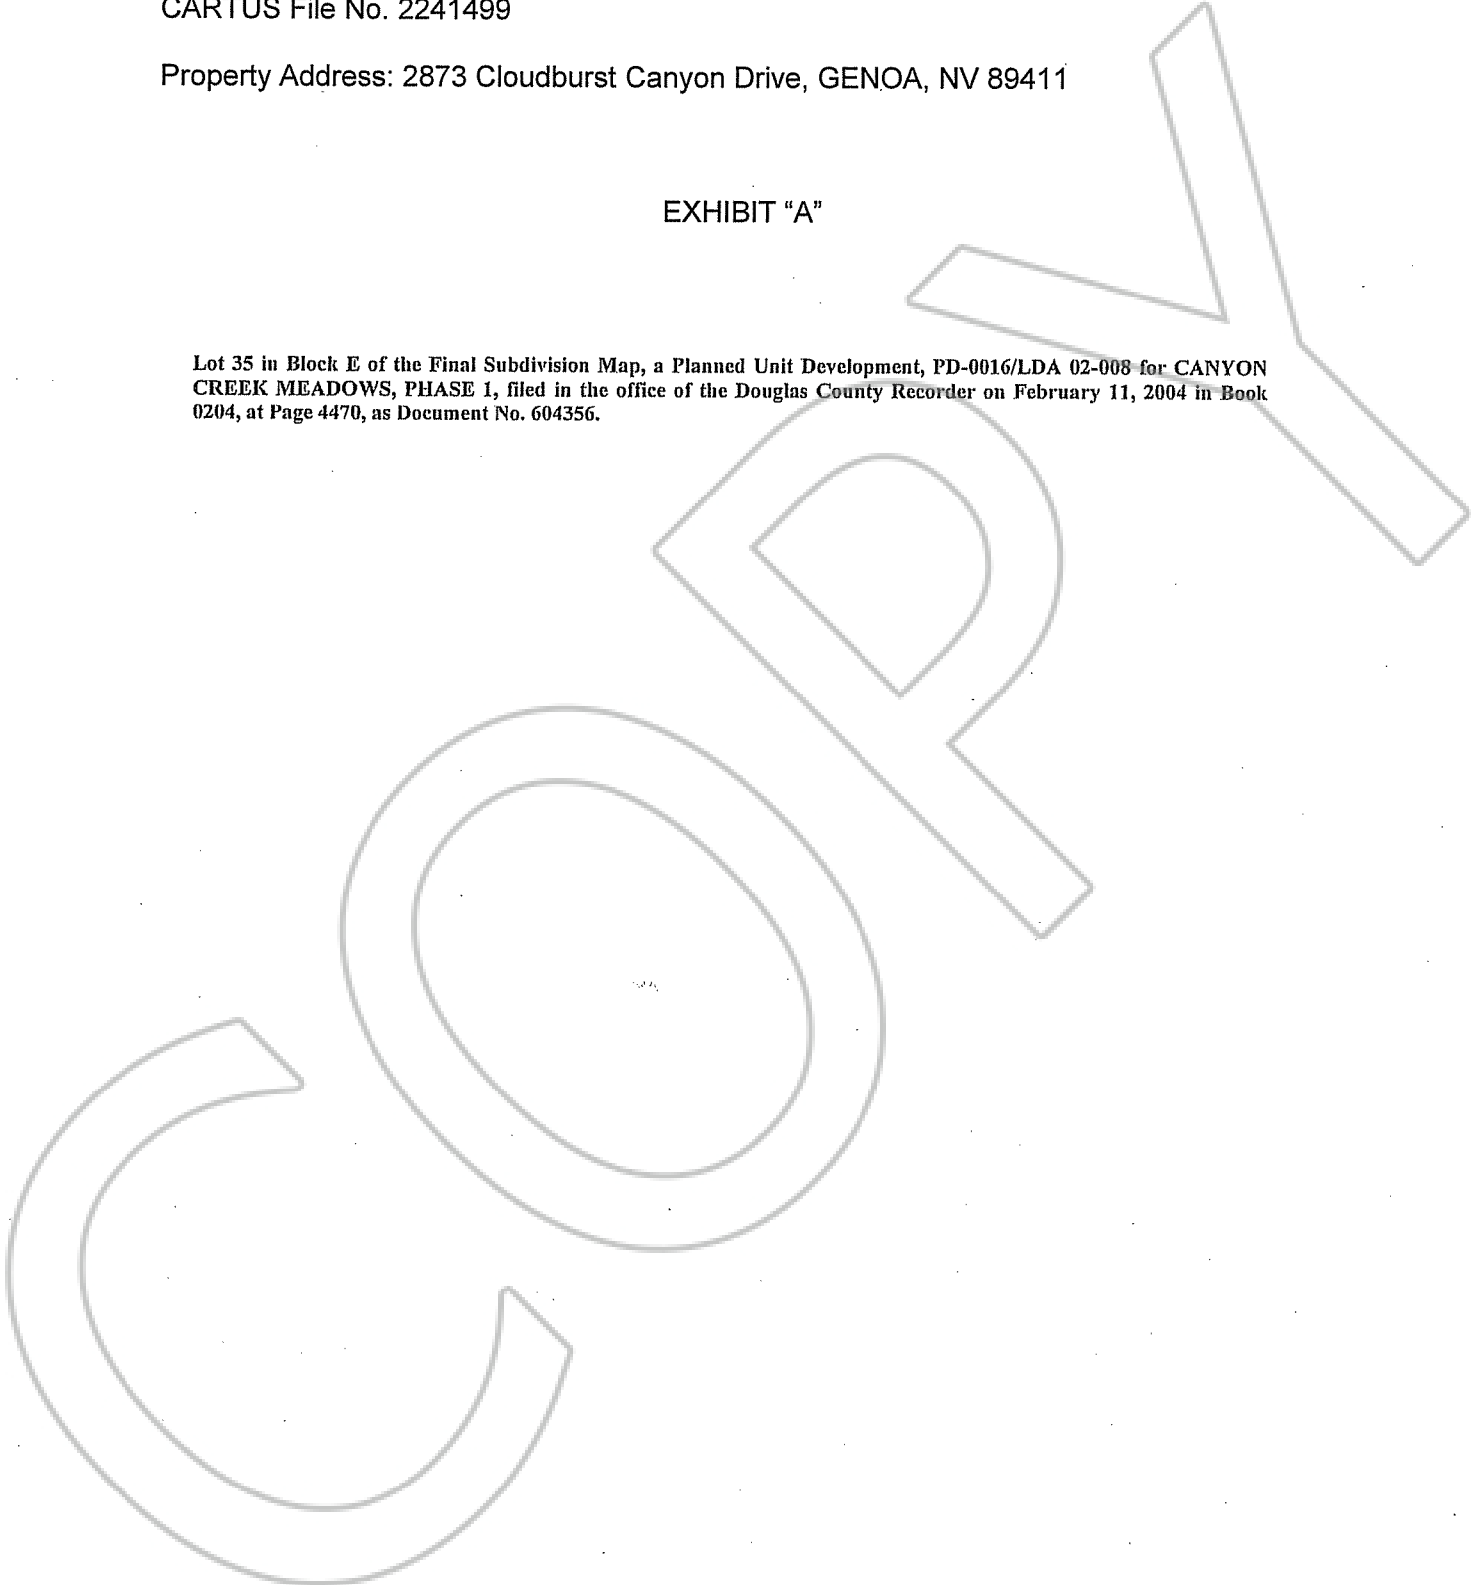 CARTUS File No. 2241499
Property Address: 2873 Cloudburst Canyon Drive, GENOA, NV 89411
EXHIBIT “A”
Lot 35 in Block E of the Final Subdivision Map, a Planned Unit Development, PD-0016/LDA 02-008 for CANYON
CREEK MEADOWS, PHASE 1, filed in the office of the Douglas County Recorder on February 11, 2004 in Book
0204, at Page 4470, as Document No. 604356.
COPY